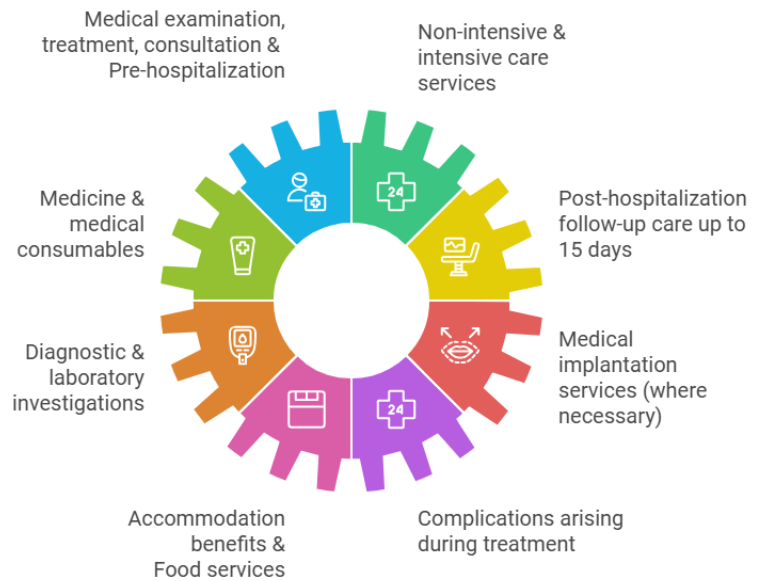 Medical examination,
treatment, consultation &
Pre-hospitalization
Non-intensive &
intensive care
services
Medicine &
medical
consumables
Post-hospitalization
follow-up care up to
15 days
Diagnostic &
laboratory
investigations
Medical
implantation
services (where
necessary)
Accommodation
benefits &
Food services
Complications arising
during treatment
24
24